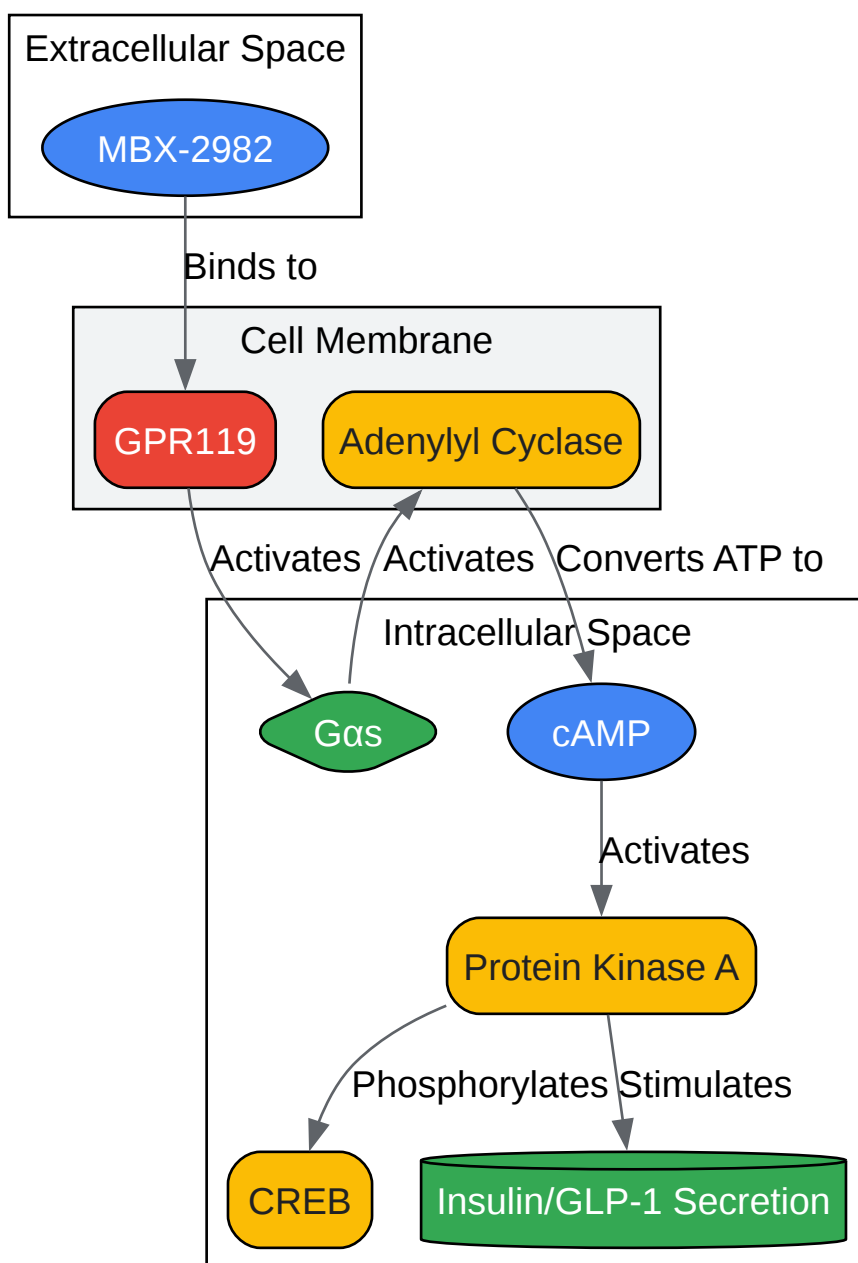 Extracellular Space
MBX-2982
Binds to
Cell Membrane
GPR119
Adenylyl Cyclase
Activates
Activates
Converts ATP to
Intracellular Space
Gαs
cAMP
Activates
Protein Kinase A
Phosphorylates
Stimulates
CREB
Insulin/GLP-1 Secretion